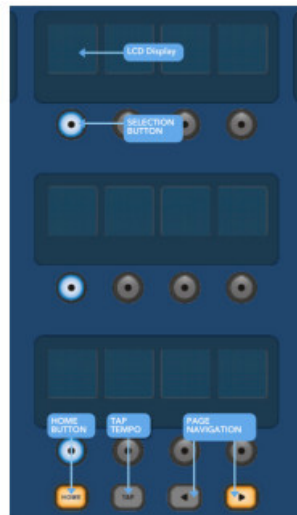 LCD Display
SELECTION
BUTTON
HOME
BUTTON
TAP
TEMPO
PAGE
NAVIGATION
HOME
TAP